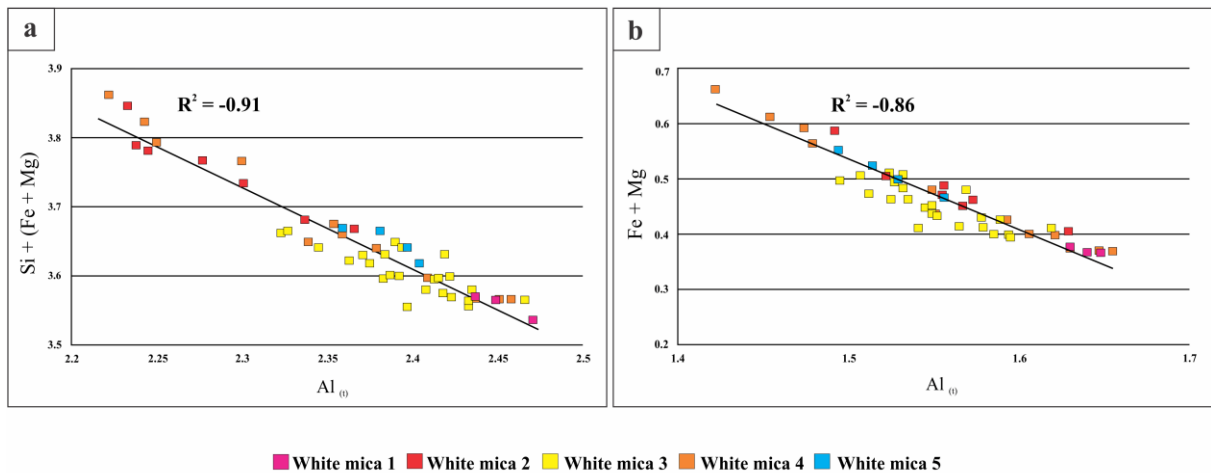 a
3.9
3.8
3.7
3.6
3.5
Si + (Fe + Mg)
R² = -0.91
2.2
2.25
2.3
2.35
2.4
2.45
2.5
Al (t)
b
0.7
0.6
0.5
0.4
0.3
0.2
Fe + Mg
R² = -0.86
1.4
1.5
1.6
1.7
Al (t)
White mica 1 White mica 2 White mica 3 White mica 4 White mica 5